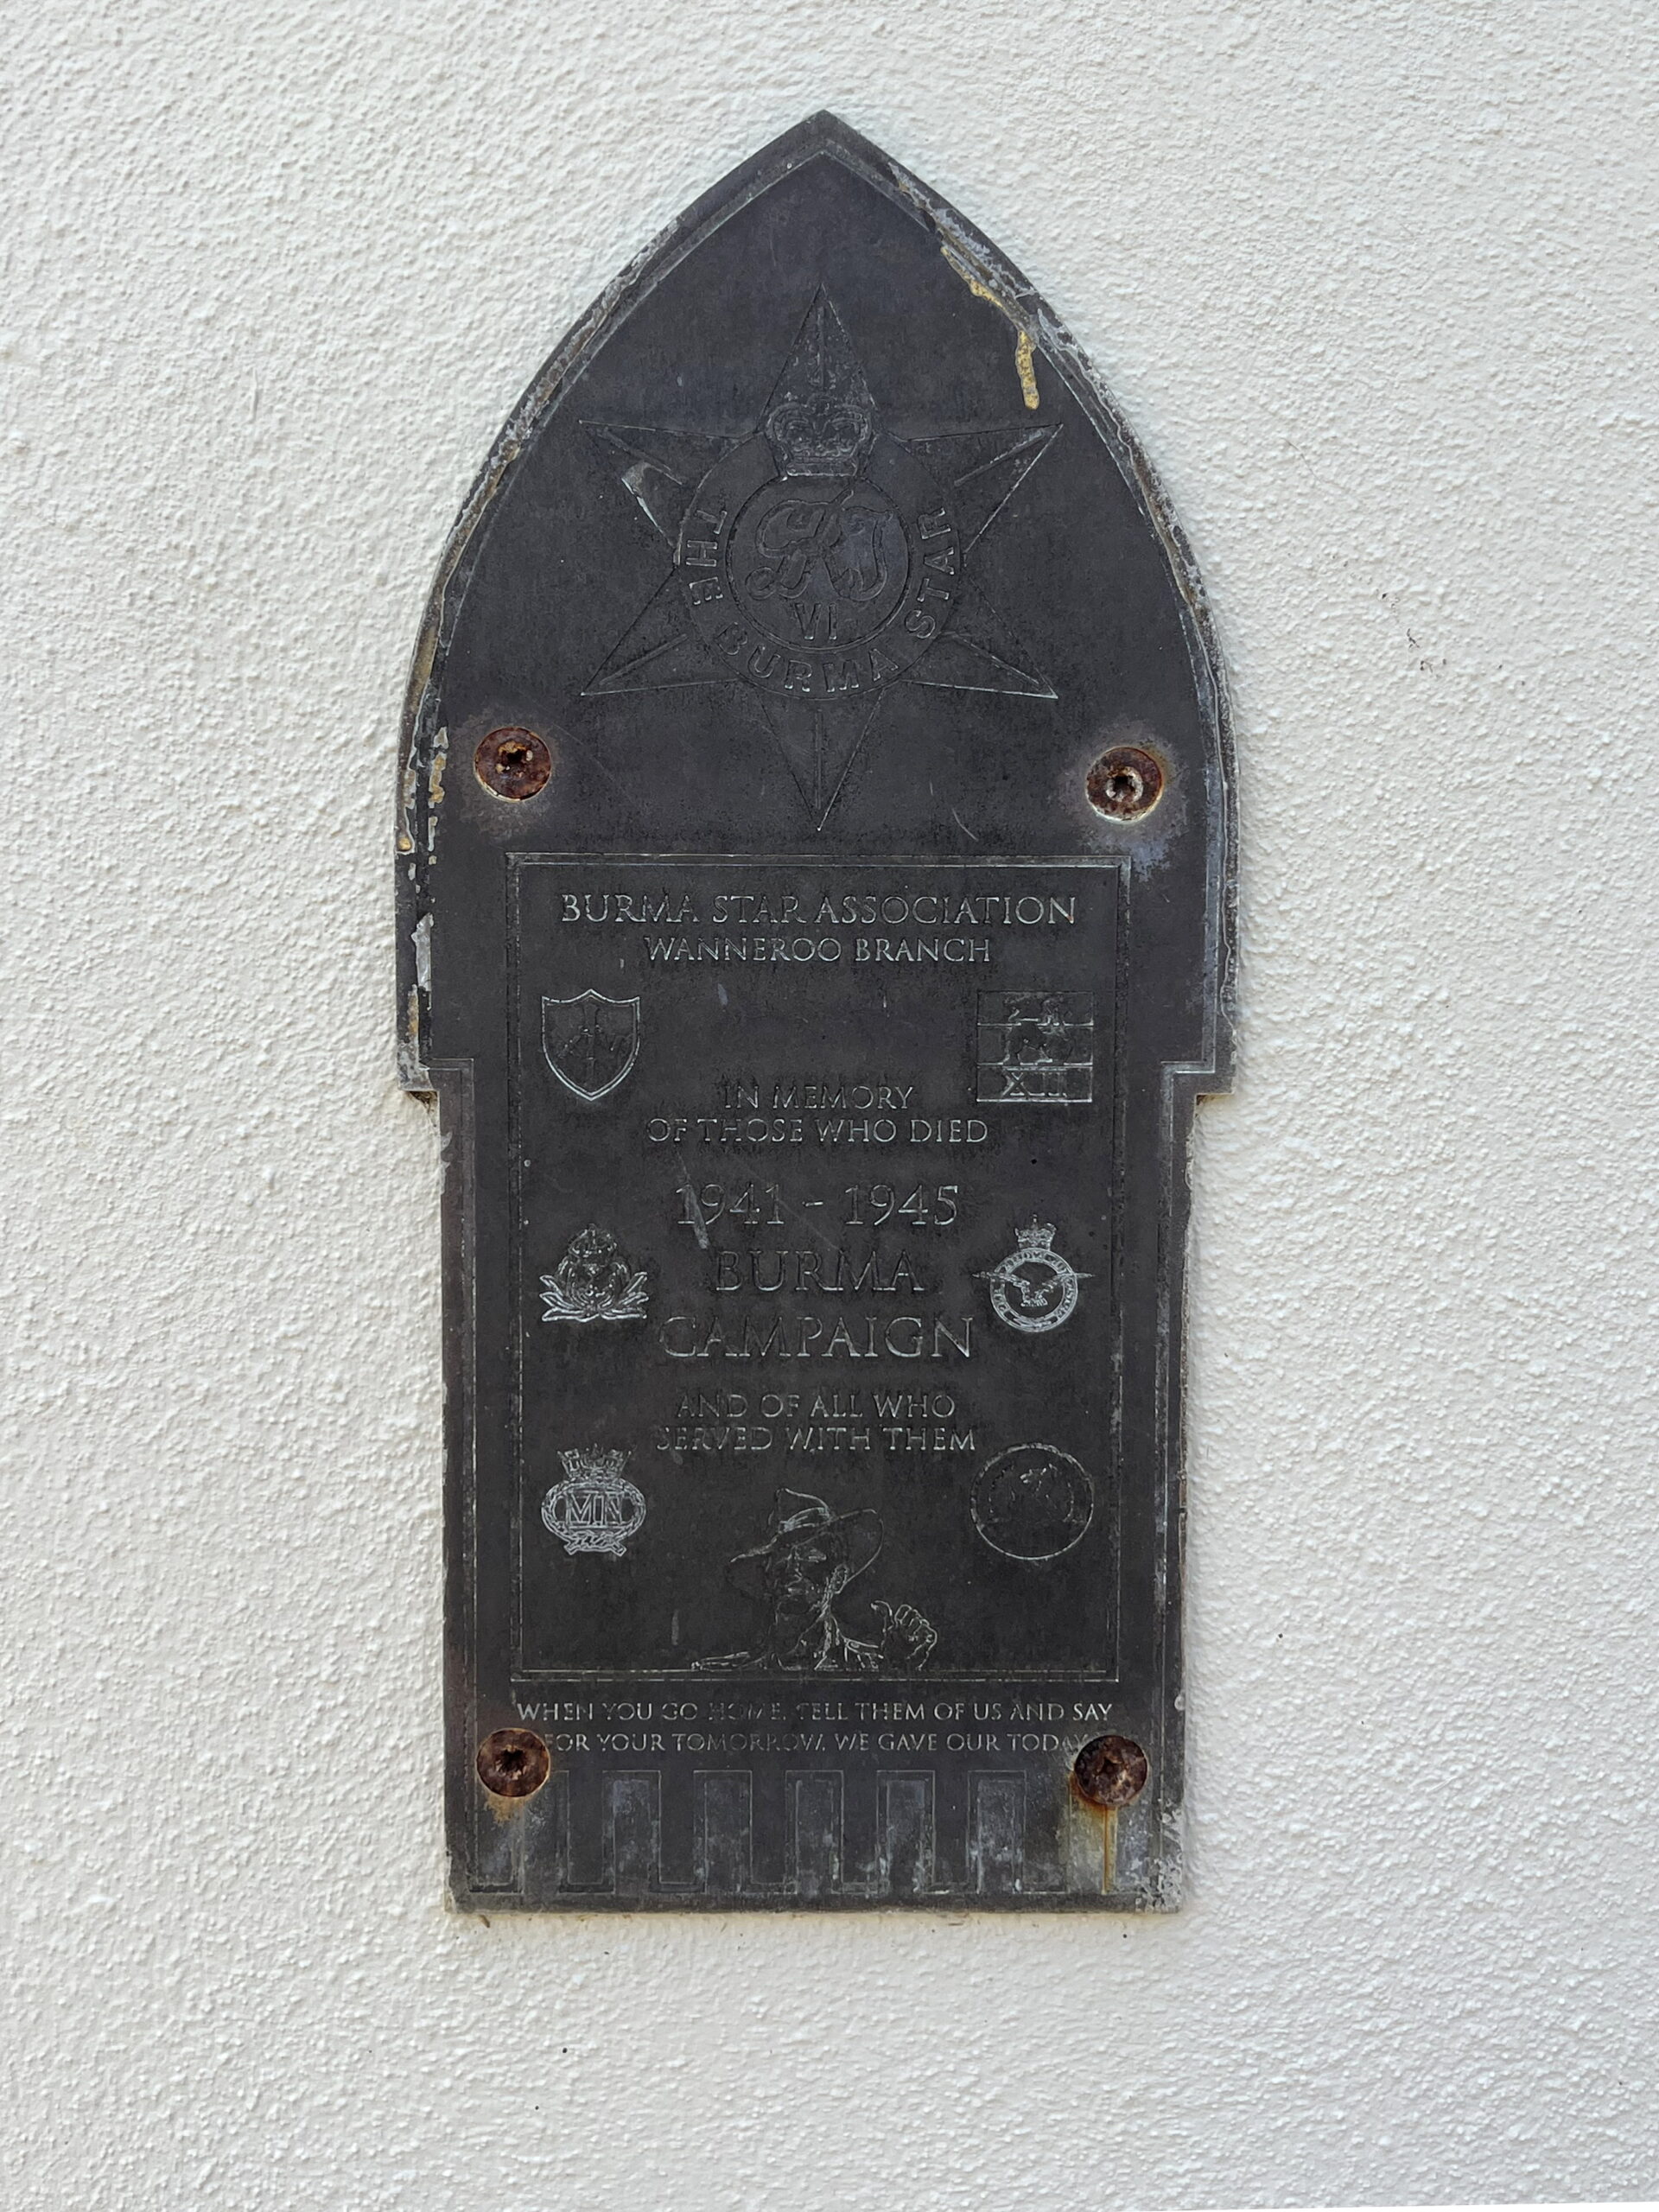 THE BURMA STAR
VI
BURMA STAR ASSOCIATION
WANNEROO BRANCH
XII
IN MEMORY
OF THOSE WHO DIED
1941 - 1945
BURMA
CAMPAIGN
AND OF ALL WHO
SERVED WITH THEM
MN
WHEN YOU GO HOME, TELL THEM OF US AND SAY
FOR YOUR TOMORROW, WE GAVE OUR TODAY